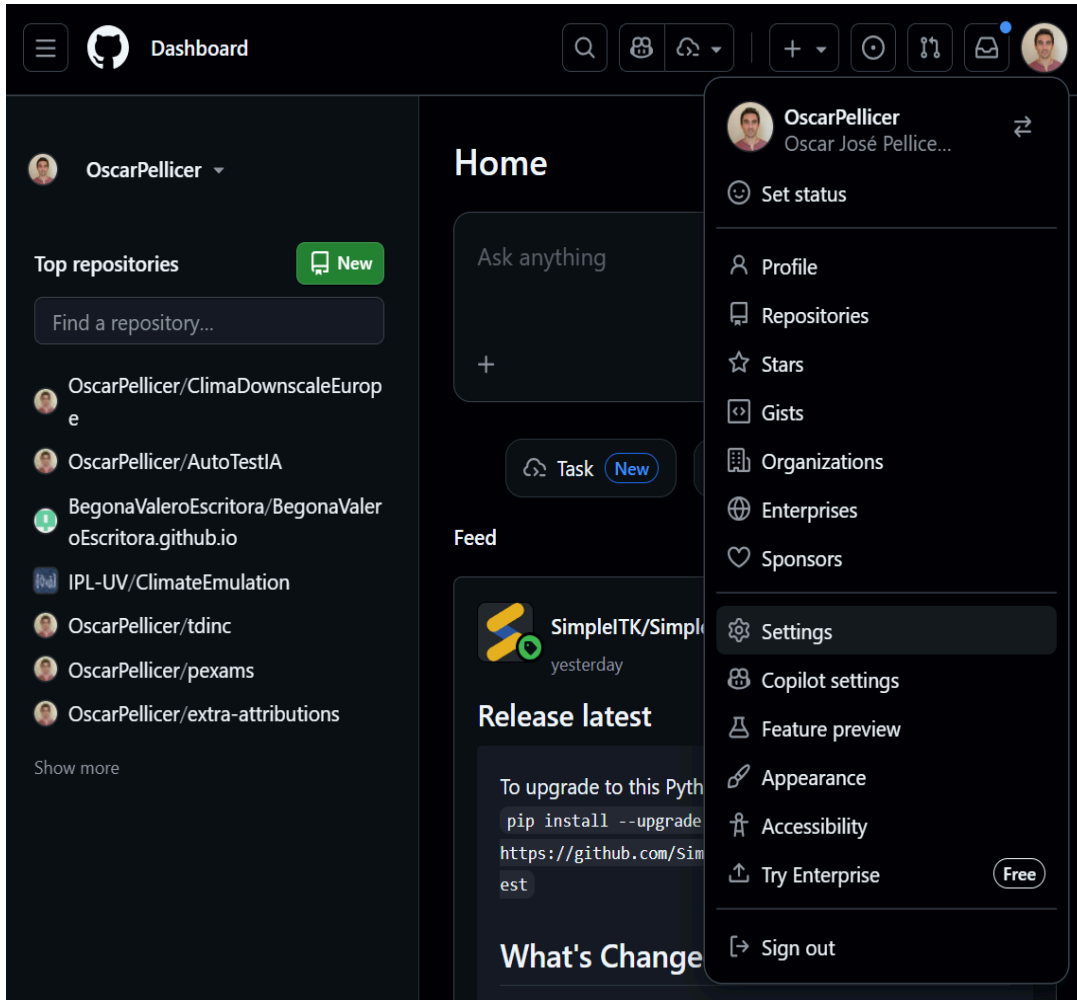 Dashboard
OscarPellicer
Top repositories
New
Find a repository...
OscarPellicer/ClimaDownscaleEurop
e
OscarPellicer/AutoTestIA
BegonaValeroEscritora/BegonaValer
oEscritora.github.io
IPL-UV/ClimateEmulation
OscarPellicer/tdinc
OscarPellicer/pexams
OscarPellicer/extra-attributions
Show more
Home
Ask anything
Task New
Feed
SimpleITK/Simple
yesterday
Release latest
To upgrade to this Pyth
pip install --upgrade
https://github.com/Sim
est
What's Change
OscarPellicer
Oscar José Pellice...
Set status
Profile
Repositories
Stars
Gists
Organizations
Enterprises
Sponsors
Settings
Copilot settings
Feature preview
Appearance
Accessibility
Try Enterprise Free
Sign out